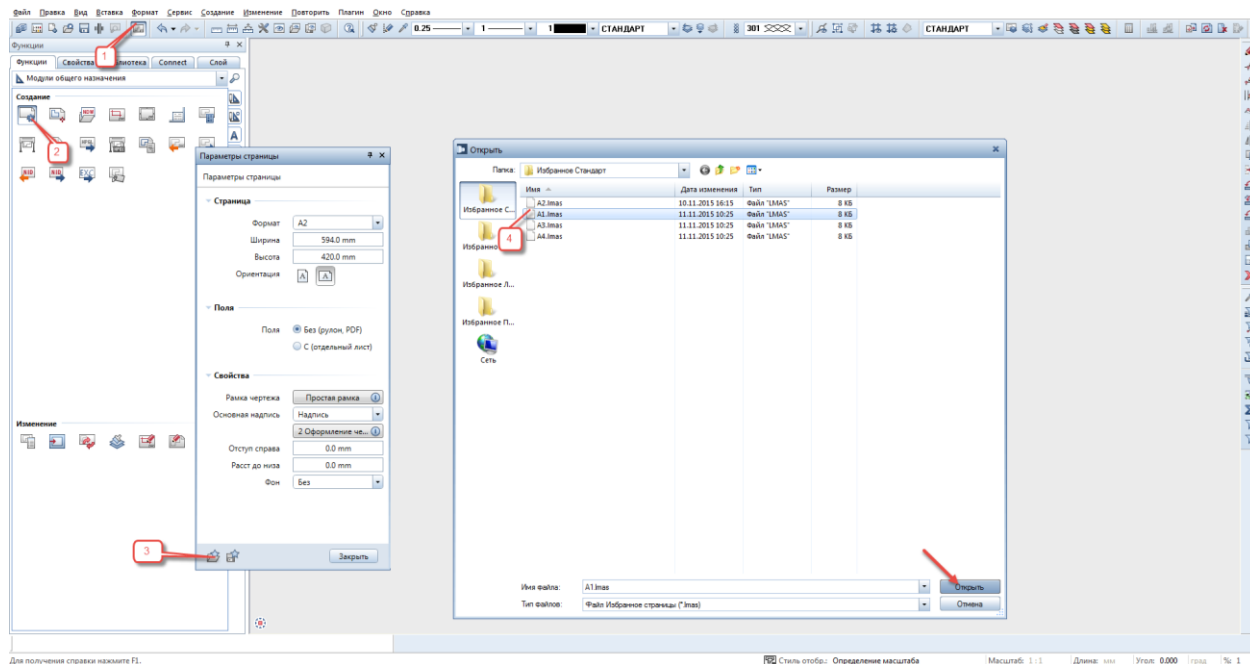 Файл Правка Вид Вставка Формат Сервис Создание Изменение Повторить Плагин Окно Справка
0.25 1 1 СТАНДАРТ 301 СТАНДАРТ
1
Функции
Функции Свойства Connect Слой
Модули общего назначения
Создание
2
Изменение
3
Параметры страницы
Параметры страницы
Страница
Формат A2
Ширина 594.0 mm
Высота 420.0 mm
Ориентация
Поля
Поля Без (рулон, PDF)
С (отдельный лист)
Свойства
Рамка чертежа Простая рамка
Основная надпись Надпись
2 Оформление че...
Отступ справа 0.0 mm
Расст до низа 0.0 mm
Фон Без
Закрыть
Открыть
Папка: Избранное Стандарт
Имя Дата изменения Тип Размер
A2.lmas 10.11.2015 16:15 Файл "LMAS" 8 КБ
A1.lmas 11.11.2015 10:25 Файл "LMAS" 8 КБ
A3.lmas 11.11.2015 10:25 Файл "LMAS" 8 КБ
A4.lmas 11.11.2015 10:25 Файл "LMAS" 8 КБ
4
Избранное С...
Избранное
Избранное Л...
Избранное П...
Сеть
Имя файла: A1.lmas Открыть
Тип файлов: Файл Избранное страницы (*.lmas) Отмена
Для получения справки нажмите F1.
Стиль отобр.: Определение масштаба Масштаб: 1:1 Длина: мм Угол: 0.000 град %: 1